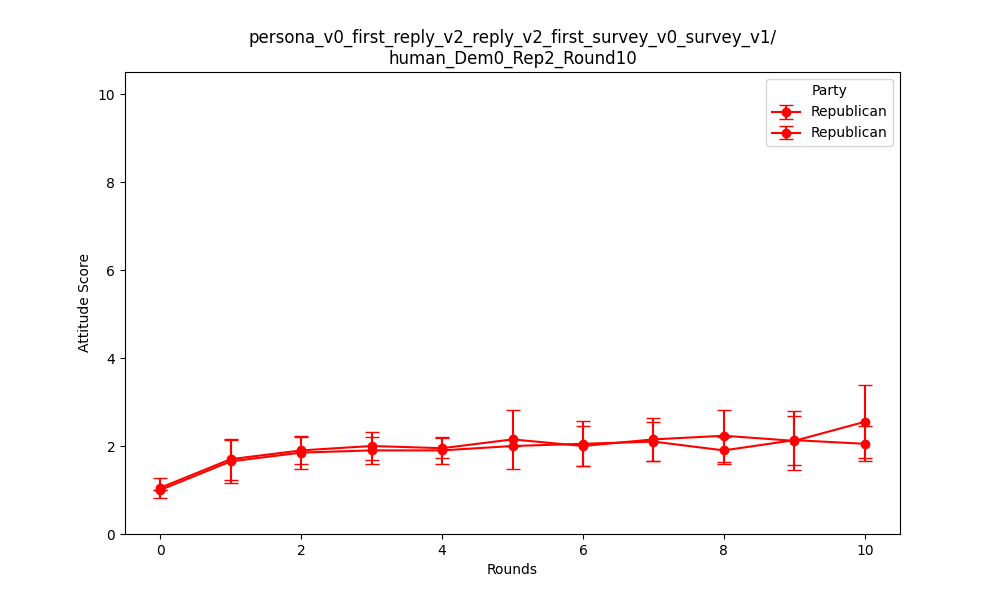 persona_v0_first_reply_v2_reply_v2_first_survey_v0_survey_v1/
human_Dem0_Rep2_Round10
Party
Republican
Republican
Attitude Score
10
8
6
4
2
0
0 2 4 6 8 10
Rounds